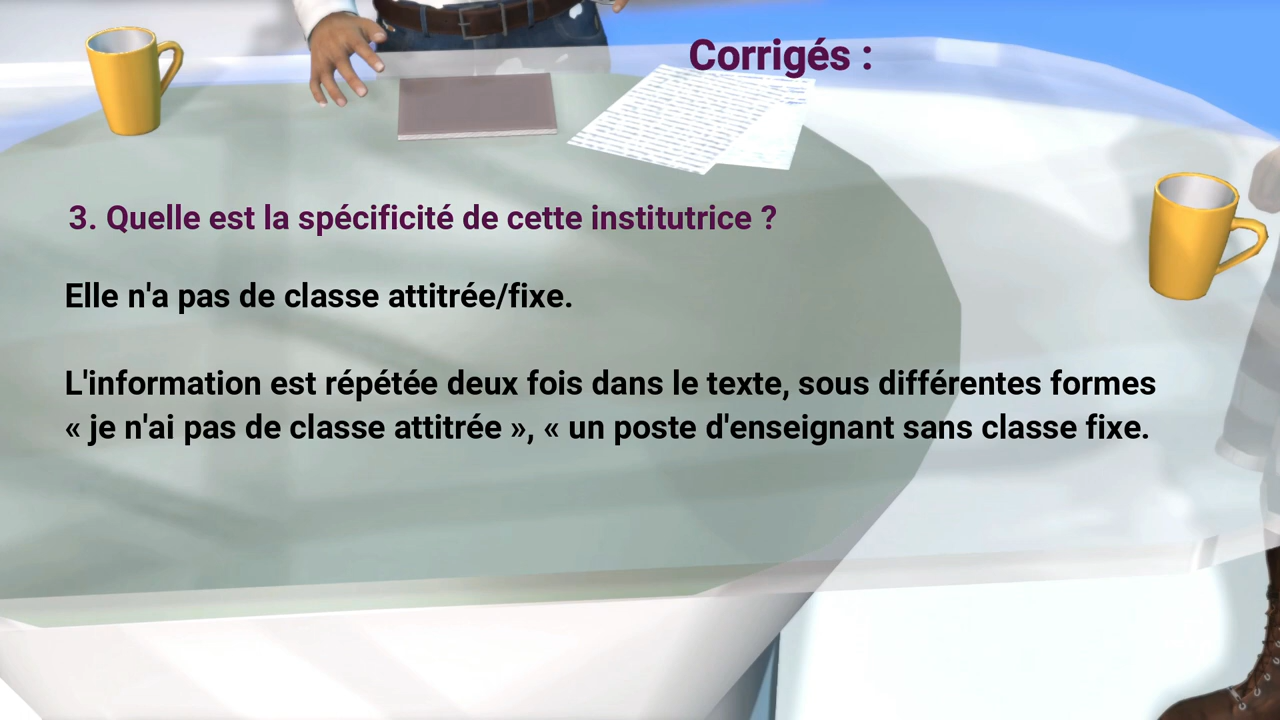 Corrigés :
3. Quelle est la spécificité de cette institutrice ?
Elle n'a pas de classe attitrée/fixe.
L'information est répétée deux fois dans le texte, sous différentes formes
« je n'ai pas de classe attitrée », « un poste d'enseignant sans classe fixe.